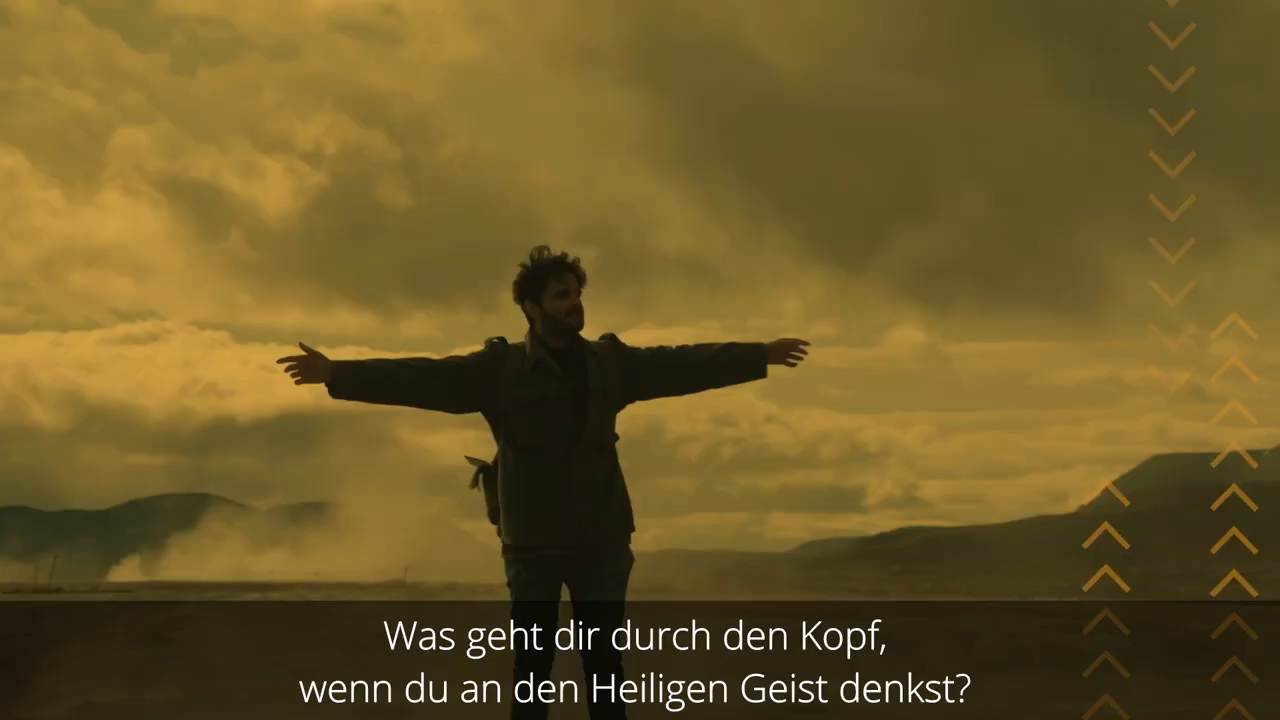 Was geht dir durch den Kopf,
wenn du an den Heiligen Geist denkst?